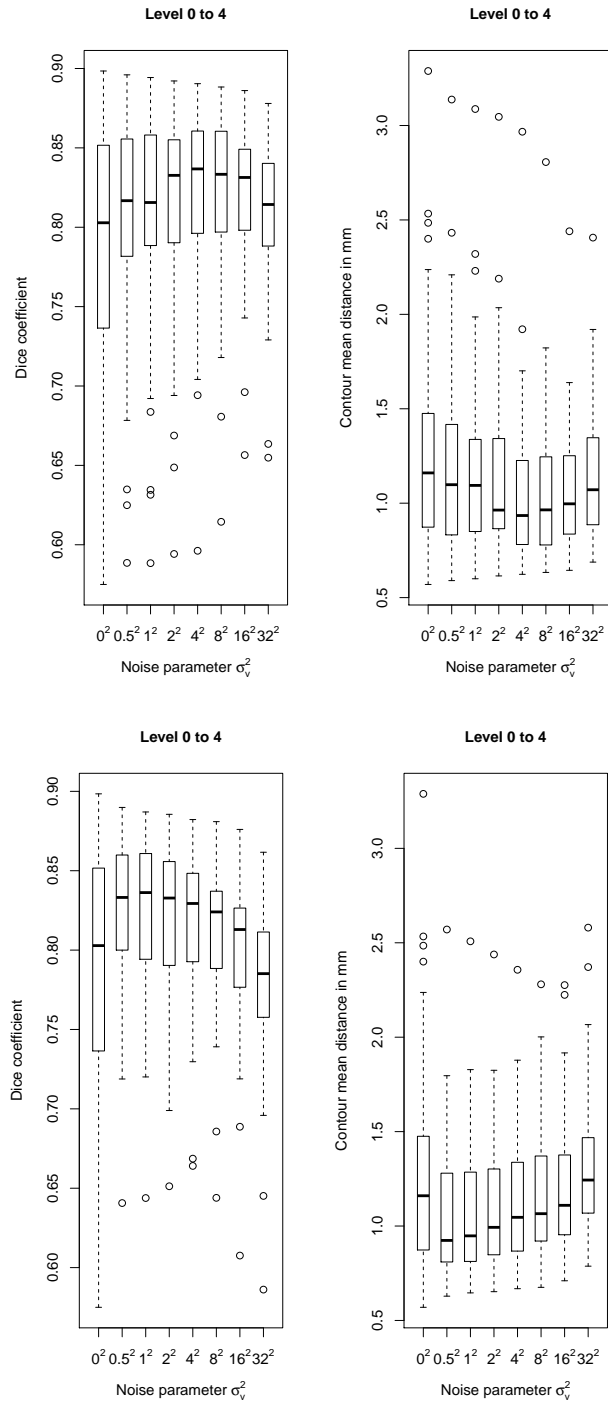 Level 0 to 4
Dice coefficient
0.90
0.85
0.80
0.75
0.70
0.65
0.60
0² 0.5² 1² 2² 4² 8² 16² 32²
Noise parameter σᵥ²
Level 0 to 4
Contour mean distance in mm
3.0
2.5
2.0
1.5
1.0
0.5
0² 0.5² 1² 2² 4² 8² 16² 32²
Noise parameter σᵥ²
Level 0 to 4
Dice coefficient
0.90
0.85
0.80
0.75
0.70
0.65
0.60
0² 0.5² 1² 2² 4² 8² 16² 32²
Noise parameter σᵥ²
Level 0 to 4
Contour mean distance in mm
3.0
2.5
2.0
1.5
1.0
0.5
0² 0.5² 1² 2² 4² 8² 16² 32²
Noise parameter σᵥ²